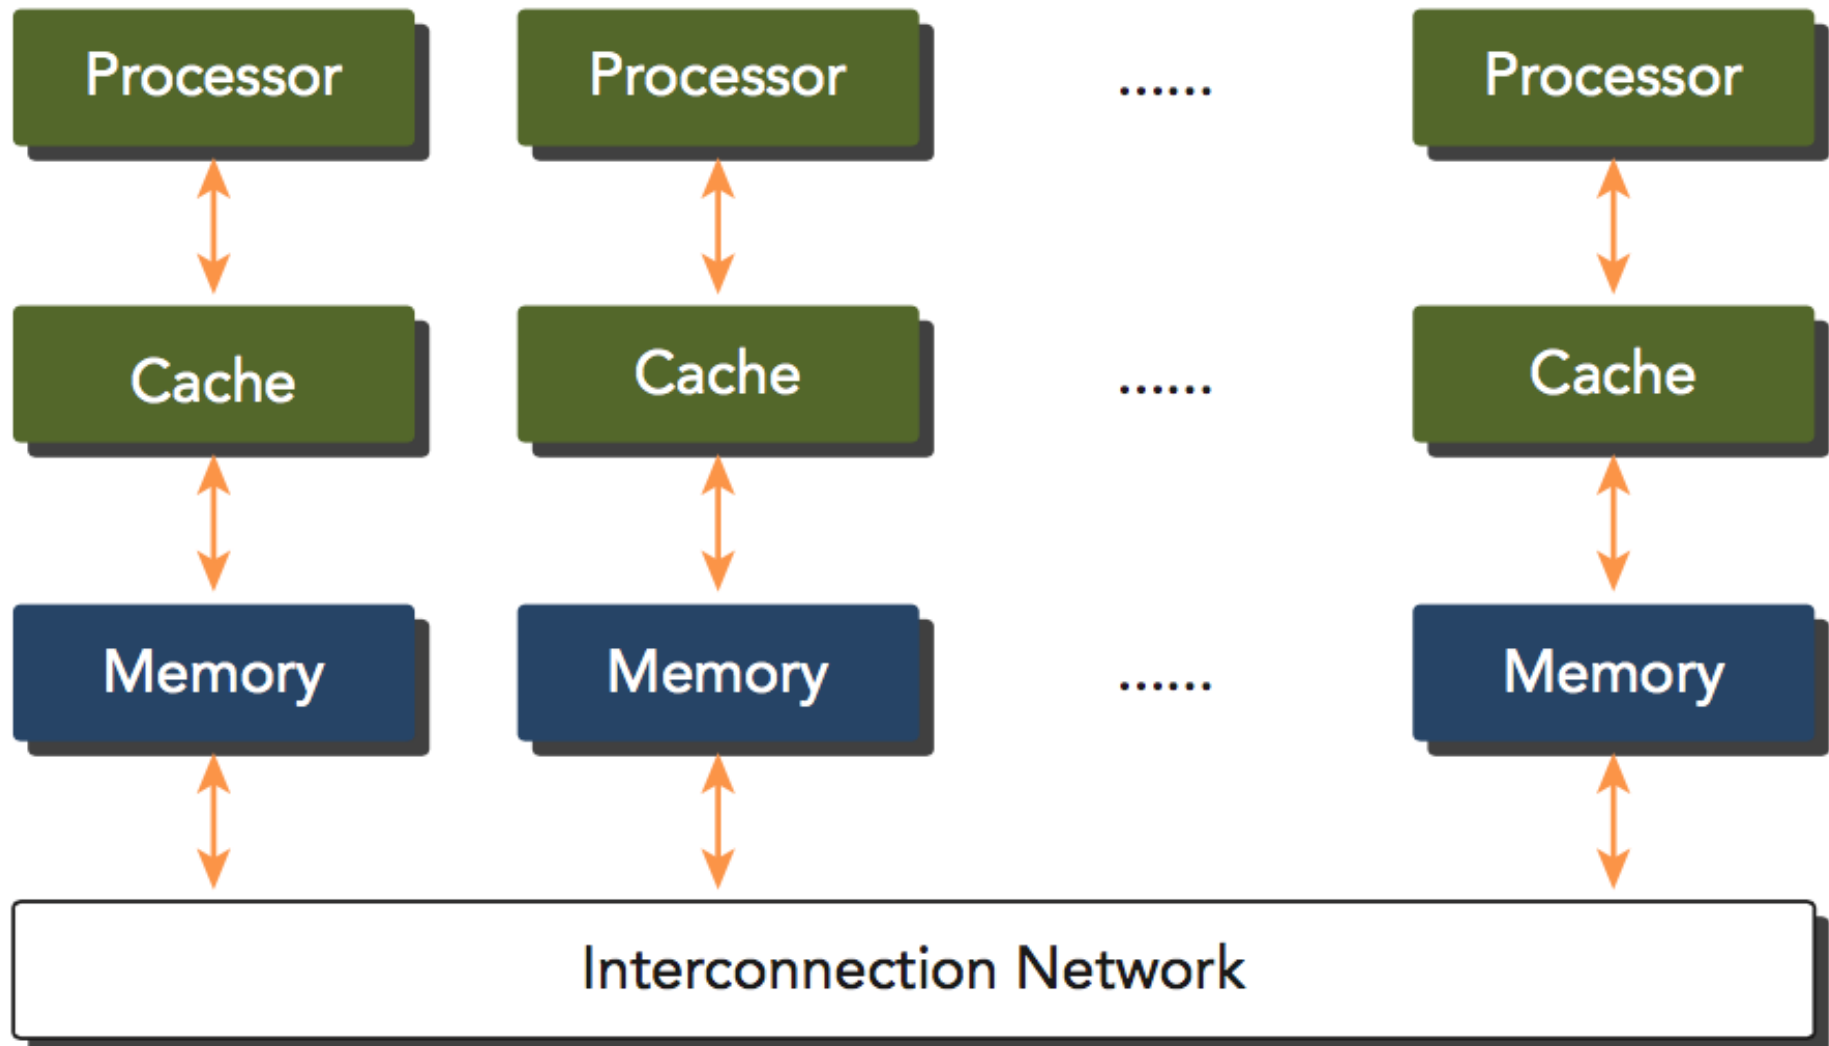 Processor Processor ...... Processor
Cache Cache ...... Cache
Memory Memory ...... Memory
Interconnection Network